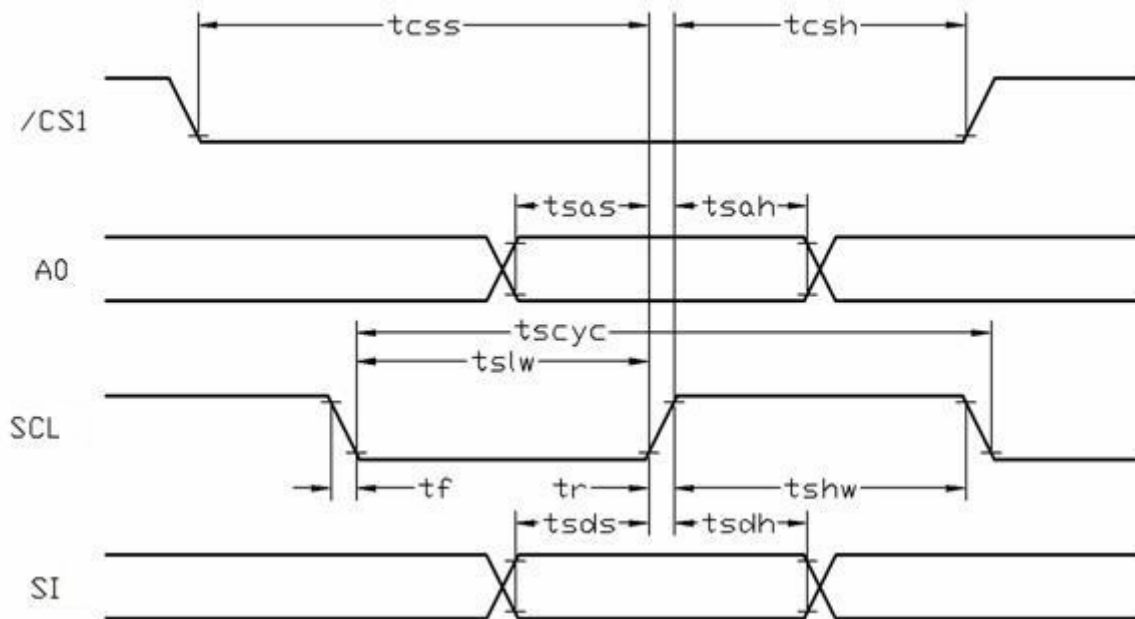 tcss tcsh
/CS1
tsas tsah
A0
tscyc
tslw
SCL
tf tr tshw
tsds tsdh
SI